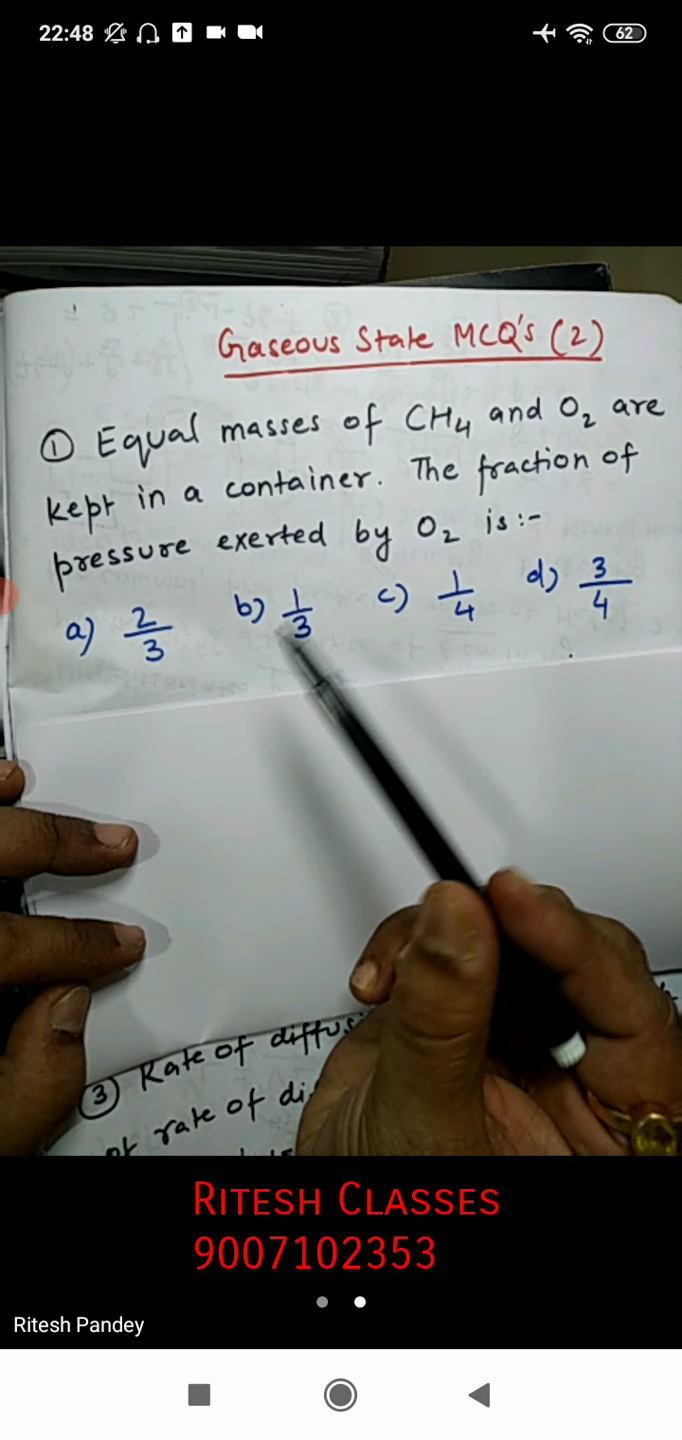 22:48
62
Gaseous State MCQ's (2)
① Equal masses of CH₄ and O₂ are
kept in a container. The fraction of
pressure exerted by O₂ is :-
a) 2/3 b) 1/3 c) 1/4 d) 3/4
③ Rate of
rate of
RITESH CLASSES
9007102353
Ritesh Pandey